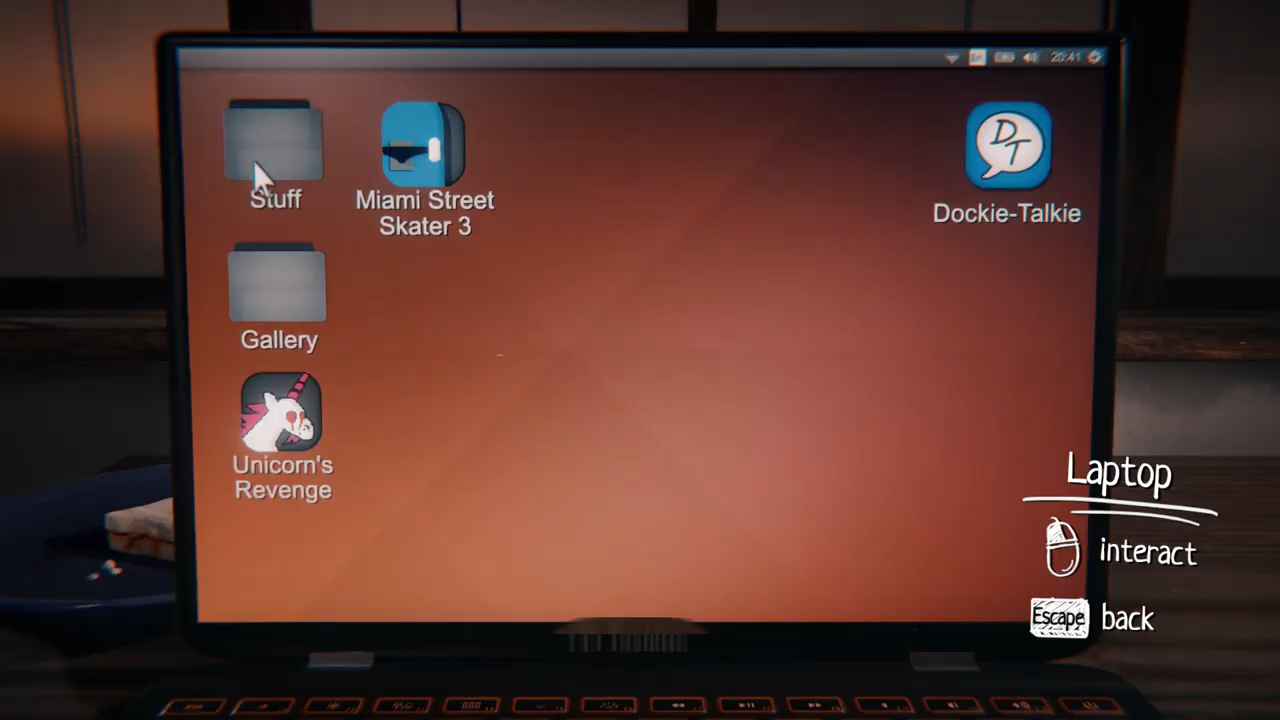 20:41
Stuff
Miami Street
Skater 3
DT
Dockie-Talkie
Gallery
Unicorn's
Revenge
Laptop
interact
Escape back